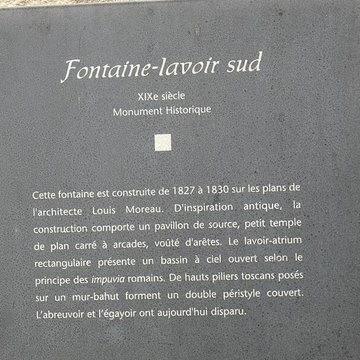 Fontaine-lavoir sud
XIXe siècle
Monument Historique
Cette fontaine est construite de 1827 à 1830 sur les plans de
l'architecte Louis Moreau. D'inspiration antique, la
construction comporte un pavillon de source, petit temple
de plan carré à arcades, voûté d'arêtes. Le lavoir-atrium
rectangulaire présente un bassin à ciel ouvert selon le
principe des impuvia romains. De hauts piliers toscans posés
sur un mur-bahut forment un double péristyle couvert.
L'abreuvoir et l'égayoir ont aujourd'hui disparu.